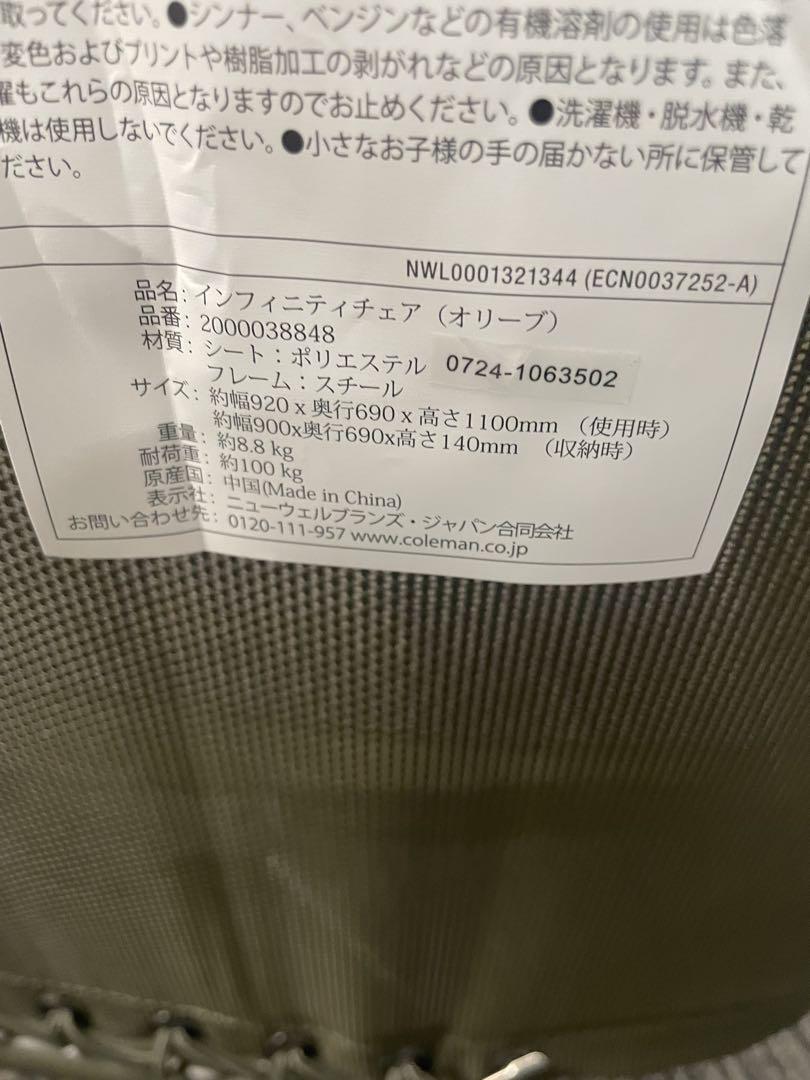 取ってください。●シンナー、ベンジンなどの有機溶剤の使用は色落
変色およびプリントや樹脂加工の剥がれなどの原因となります。また、
濯もこれらの原因となりますのでお止めください。●洗濯機・脱水機・乾
機は使用しないでください。●小さなお子様の手の届かない所に保管して
ださい。
NWL0001321344 (ECN0037252-A)
品名: インフィニティチェア（オリーブ）
品番: 2000038848
材質: シート：ポリエステル
フレーム：スチール
0724-1063502
サイズ: 約幅920 x 奥行690 x 高さ1100mm （使用時）
約幅900x奥行690x高さ140mm （収納時）
重量: 約8.8 kg
耐荷重: 約100 kg
原産国: 中国(Made in China)
表示社: ニューウェルブランズ・ジャパン合同会社
お問い合わせ先: 0120-111-957 www.coleman.co.jp